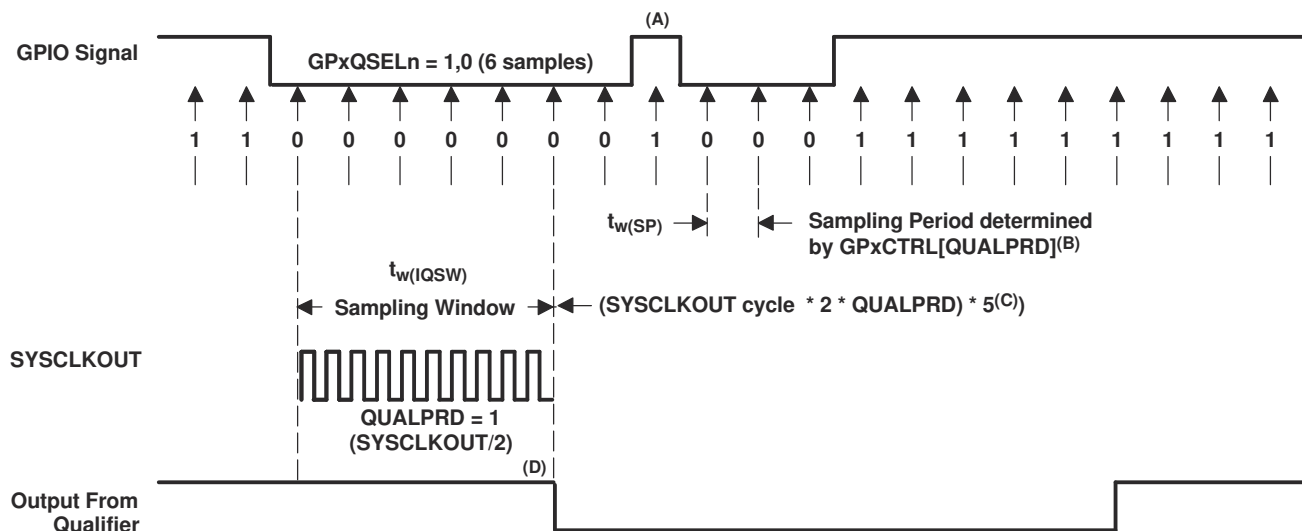 (A)
GPIO Signal
GPxQSELn = 1,0 (6 samples)
1 1 0 0 0 0 0 0 0 1 0 0 0 1 1 1 1 1 1 1 1 1
tw(SP)
Sampling Period determined
by GPxCTRL[QUALPRD](B)
tw(IQSW)
Sampling Window
(SYSCLKOUT cycle * 2 * QUALPRD) * 5(C))
SYSCLKOUT
QUALPRD = 1
(SYSCLKOUT/2)
(D)
Output From
Qualifier